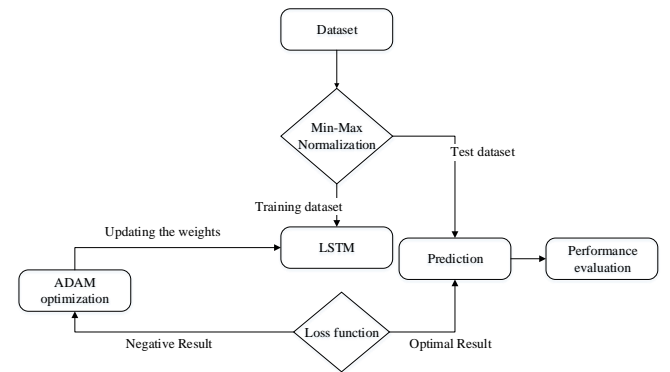 Dataset
Min-Max
Normalization
Test dataset
Training dataset
Updating the weights
LSTM
Prediction
Performance
evaluation
ADAM
optimization
Loss function
Negative Result
Optimal Result